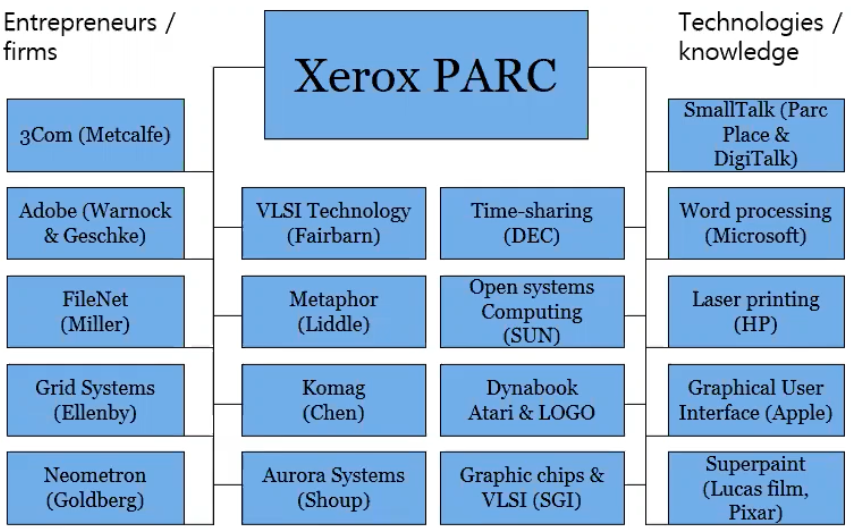 Entrepreneurs /
firms
Xerox PARC
Technologies /
knowledge
3Com (Metcalfe)
SmallTalk (Parc
Place &
DigiTalk)
Adobe (Warnock
& Geschke)
VLSI Technology
(Fairbarn)
Time-sharing
(DEC)
Word processing
(Microsoft)
FileNet
(Miller)
Metaphor
(Liddle)
Open systems
Computing
(SUN)
Laser printing
(HP)
Grid Systems
(Ellenby)
Komag
(Chen)
Dynabook
Atari & LOGO
Graphical User
Interface (Apple)
Neometron
(Goldberg)
Aurora Systems
(Shoup)
Graphic chips &
VLSI (SGI)
Superpaint
(Lucas film,
Pixar)